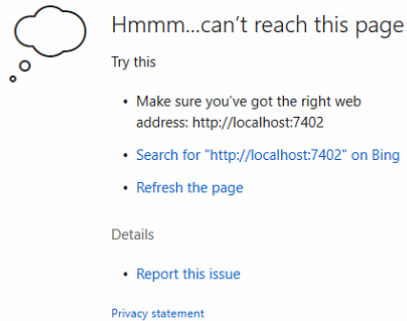 Hmmm...can't reach this page
Try this
• Make sure you've got the right web
address: http://localhost:7402
• Search for "http://localhost:7402" on Bing
• Refresh the page
Details
• Report this issue
Privacy statement